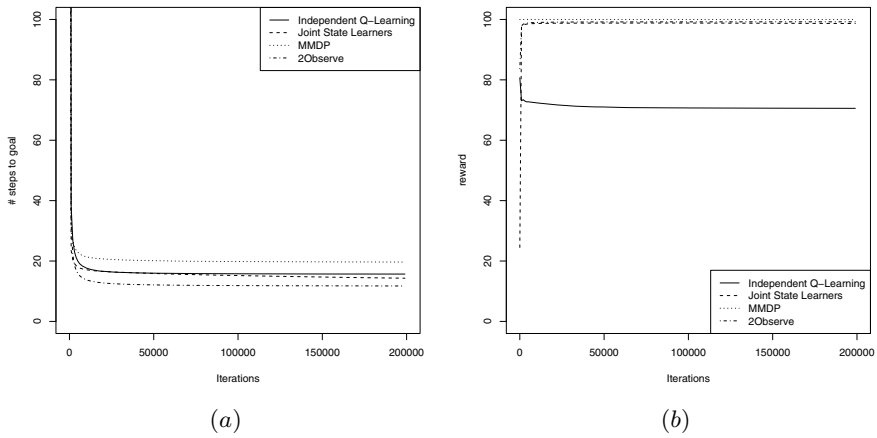 Independent Q-Learning
Joint State Learners
MMDP
2Observe
# steps to goal
100
80
60
40
20
0
0
50000
100000
150000
200000
Iterations
(a)
reward
100
80
60
40
20
0
Independent Q-Learning
Joint State Learners
MMDP
2Observe
0
50000
100000
150000
200000
Iterations
(b)